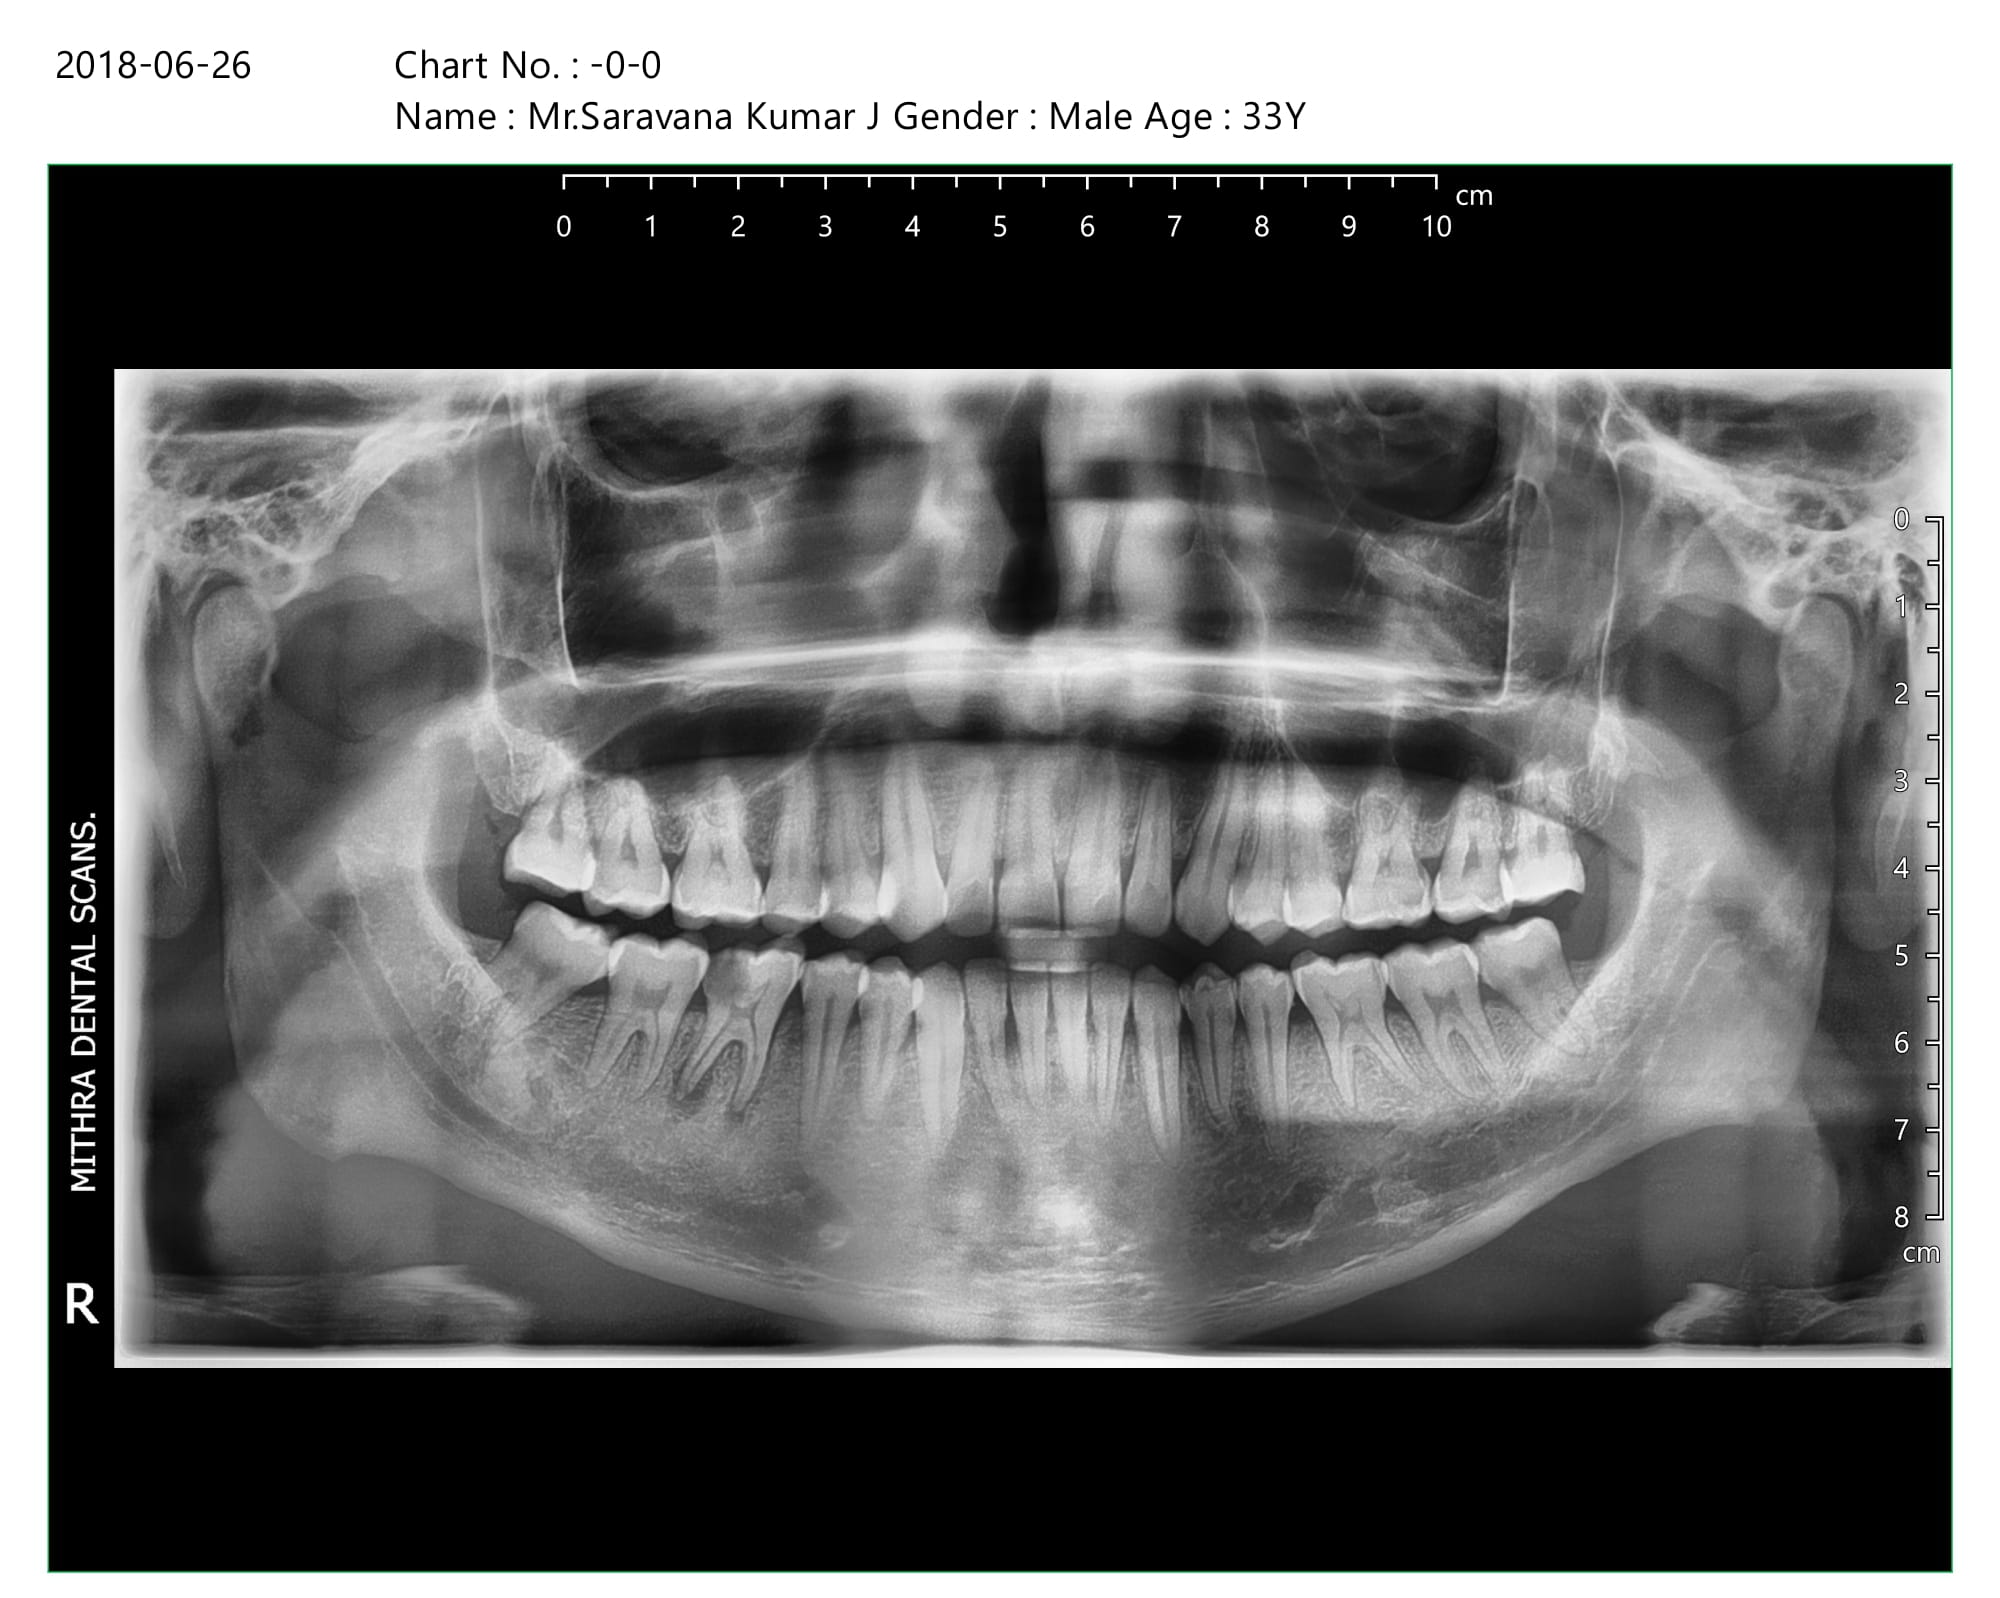 2018-06-26
Chart No. : -0-0
Name : Mr.Saravana Kumar J Gender : Male Age : 33Y
cm
0 1 2 3 4 5 6 7 8 9 10
0
1
2
3
4
5
6
7
8
cm
MITHRA DENTAL SCANS.
R